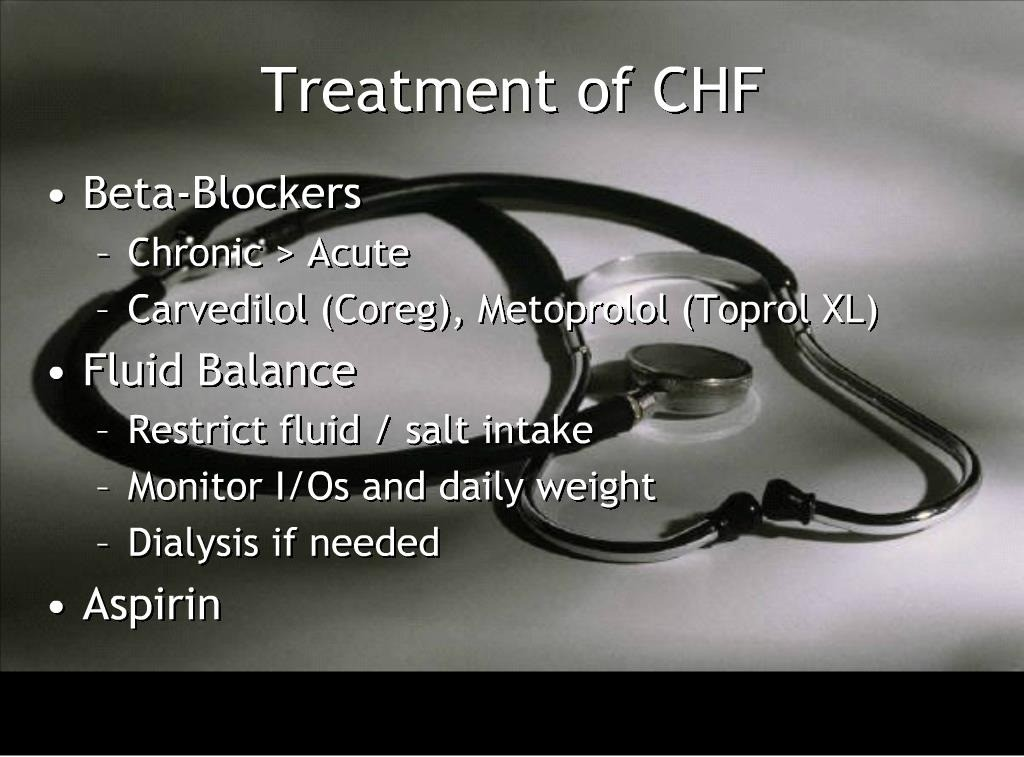 Treatment of CHF
• Beta-Blockers
– Chronic > Acute
– Carvedilol (Coreg), Metoprolol (Toprol XL)
• Fluid Balance
– Restrict fluid / salt intake
– Monitor I/Os and daily weight
– Dialysis if needed
• Aspirin